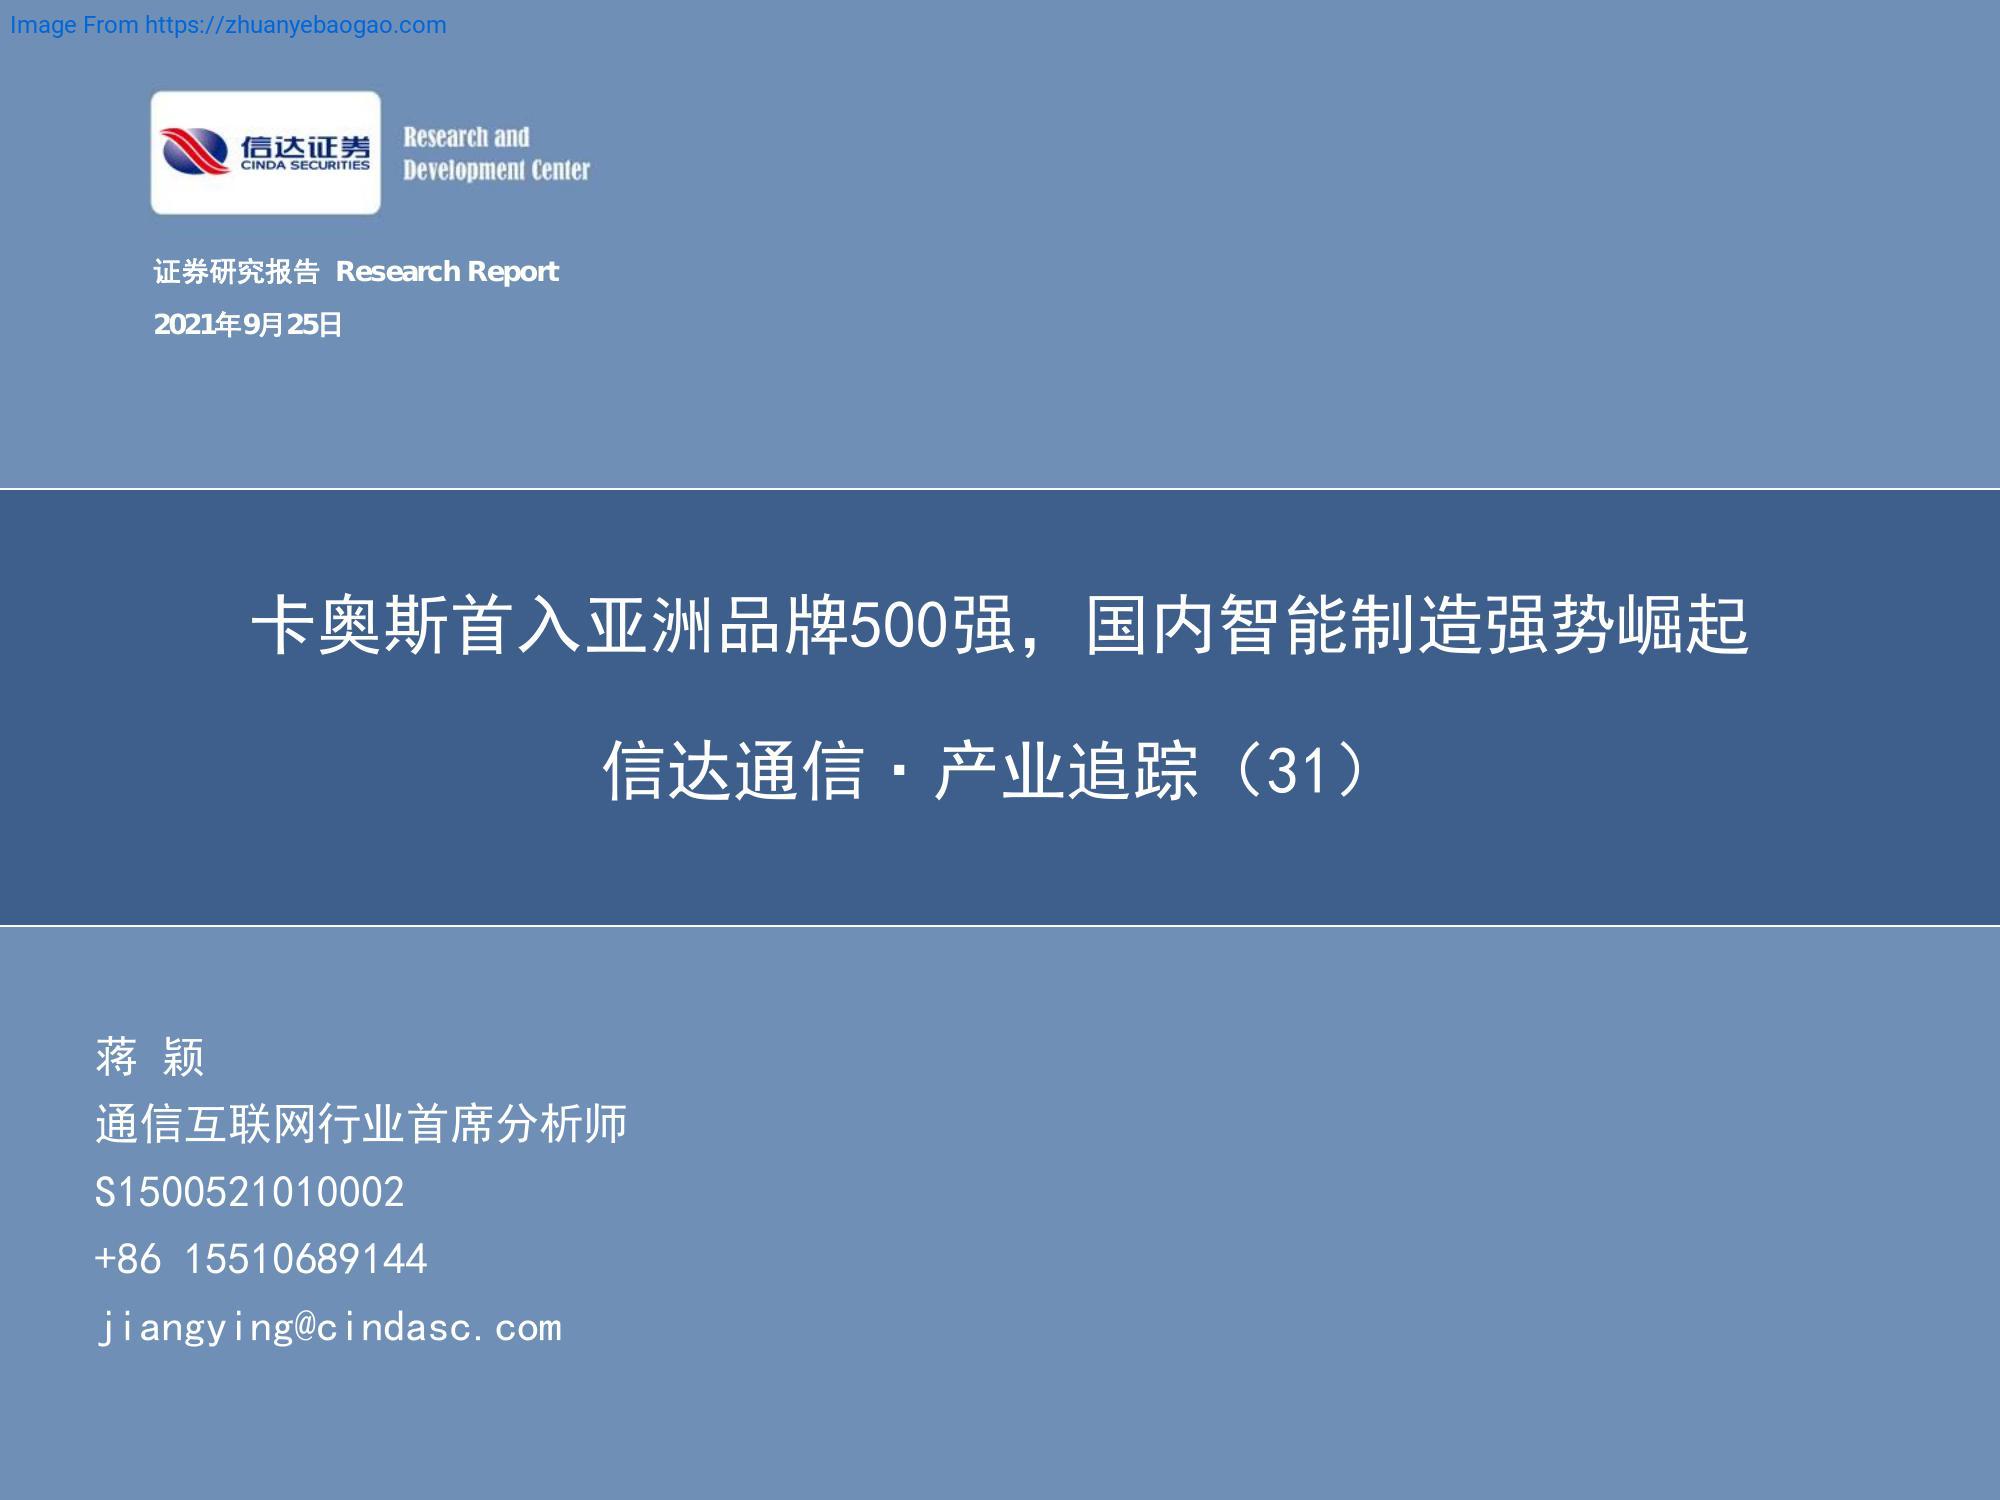 Image From https://zhuanyebaogao.com
信达证券
CINDA SECURITIES
Research and
Development Center
证券研究报告 Research Report
2021年9月25日
卡奥斯首入亚洲品牌500强，国内智能制造强势崛起
信达通信·产业追踪（31）
蒋 颖
通信互联网行业首席分析师
S1500521010002
+86 15510689144
jiangying@cindasc.com